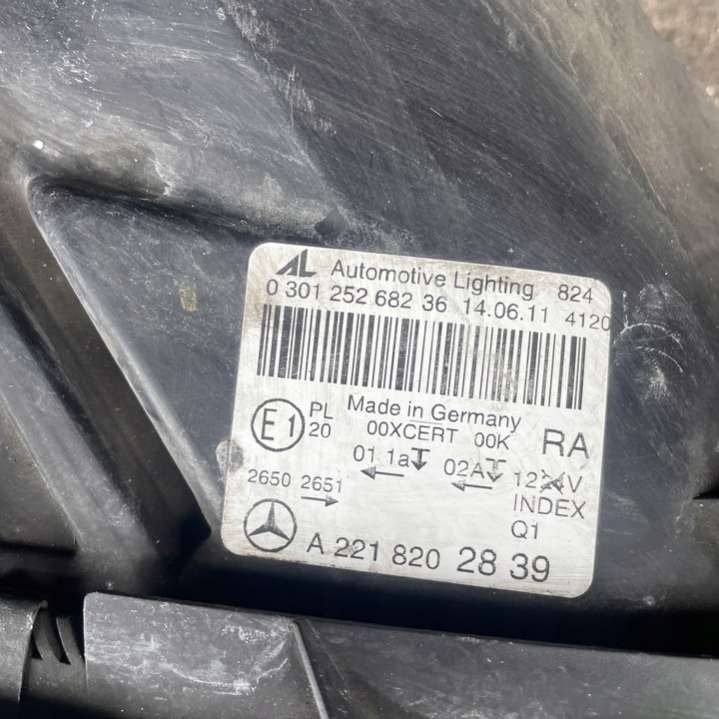 AL Automotive Lighting 824
0 301 252 682 36 14.06.11 4120
E1 PL 20 Made in Germany
00XCERT 00K RA
01 1a 02A 12 V
2650 2651 INDEX
Q1
A 221 820 28 39